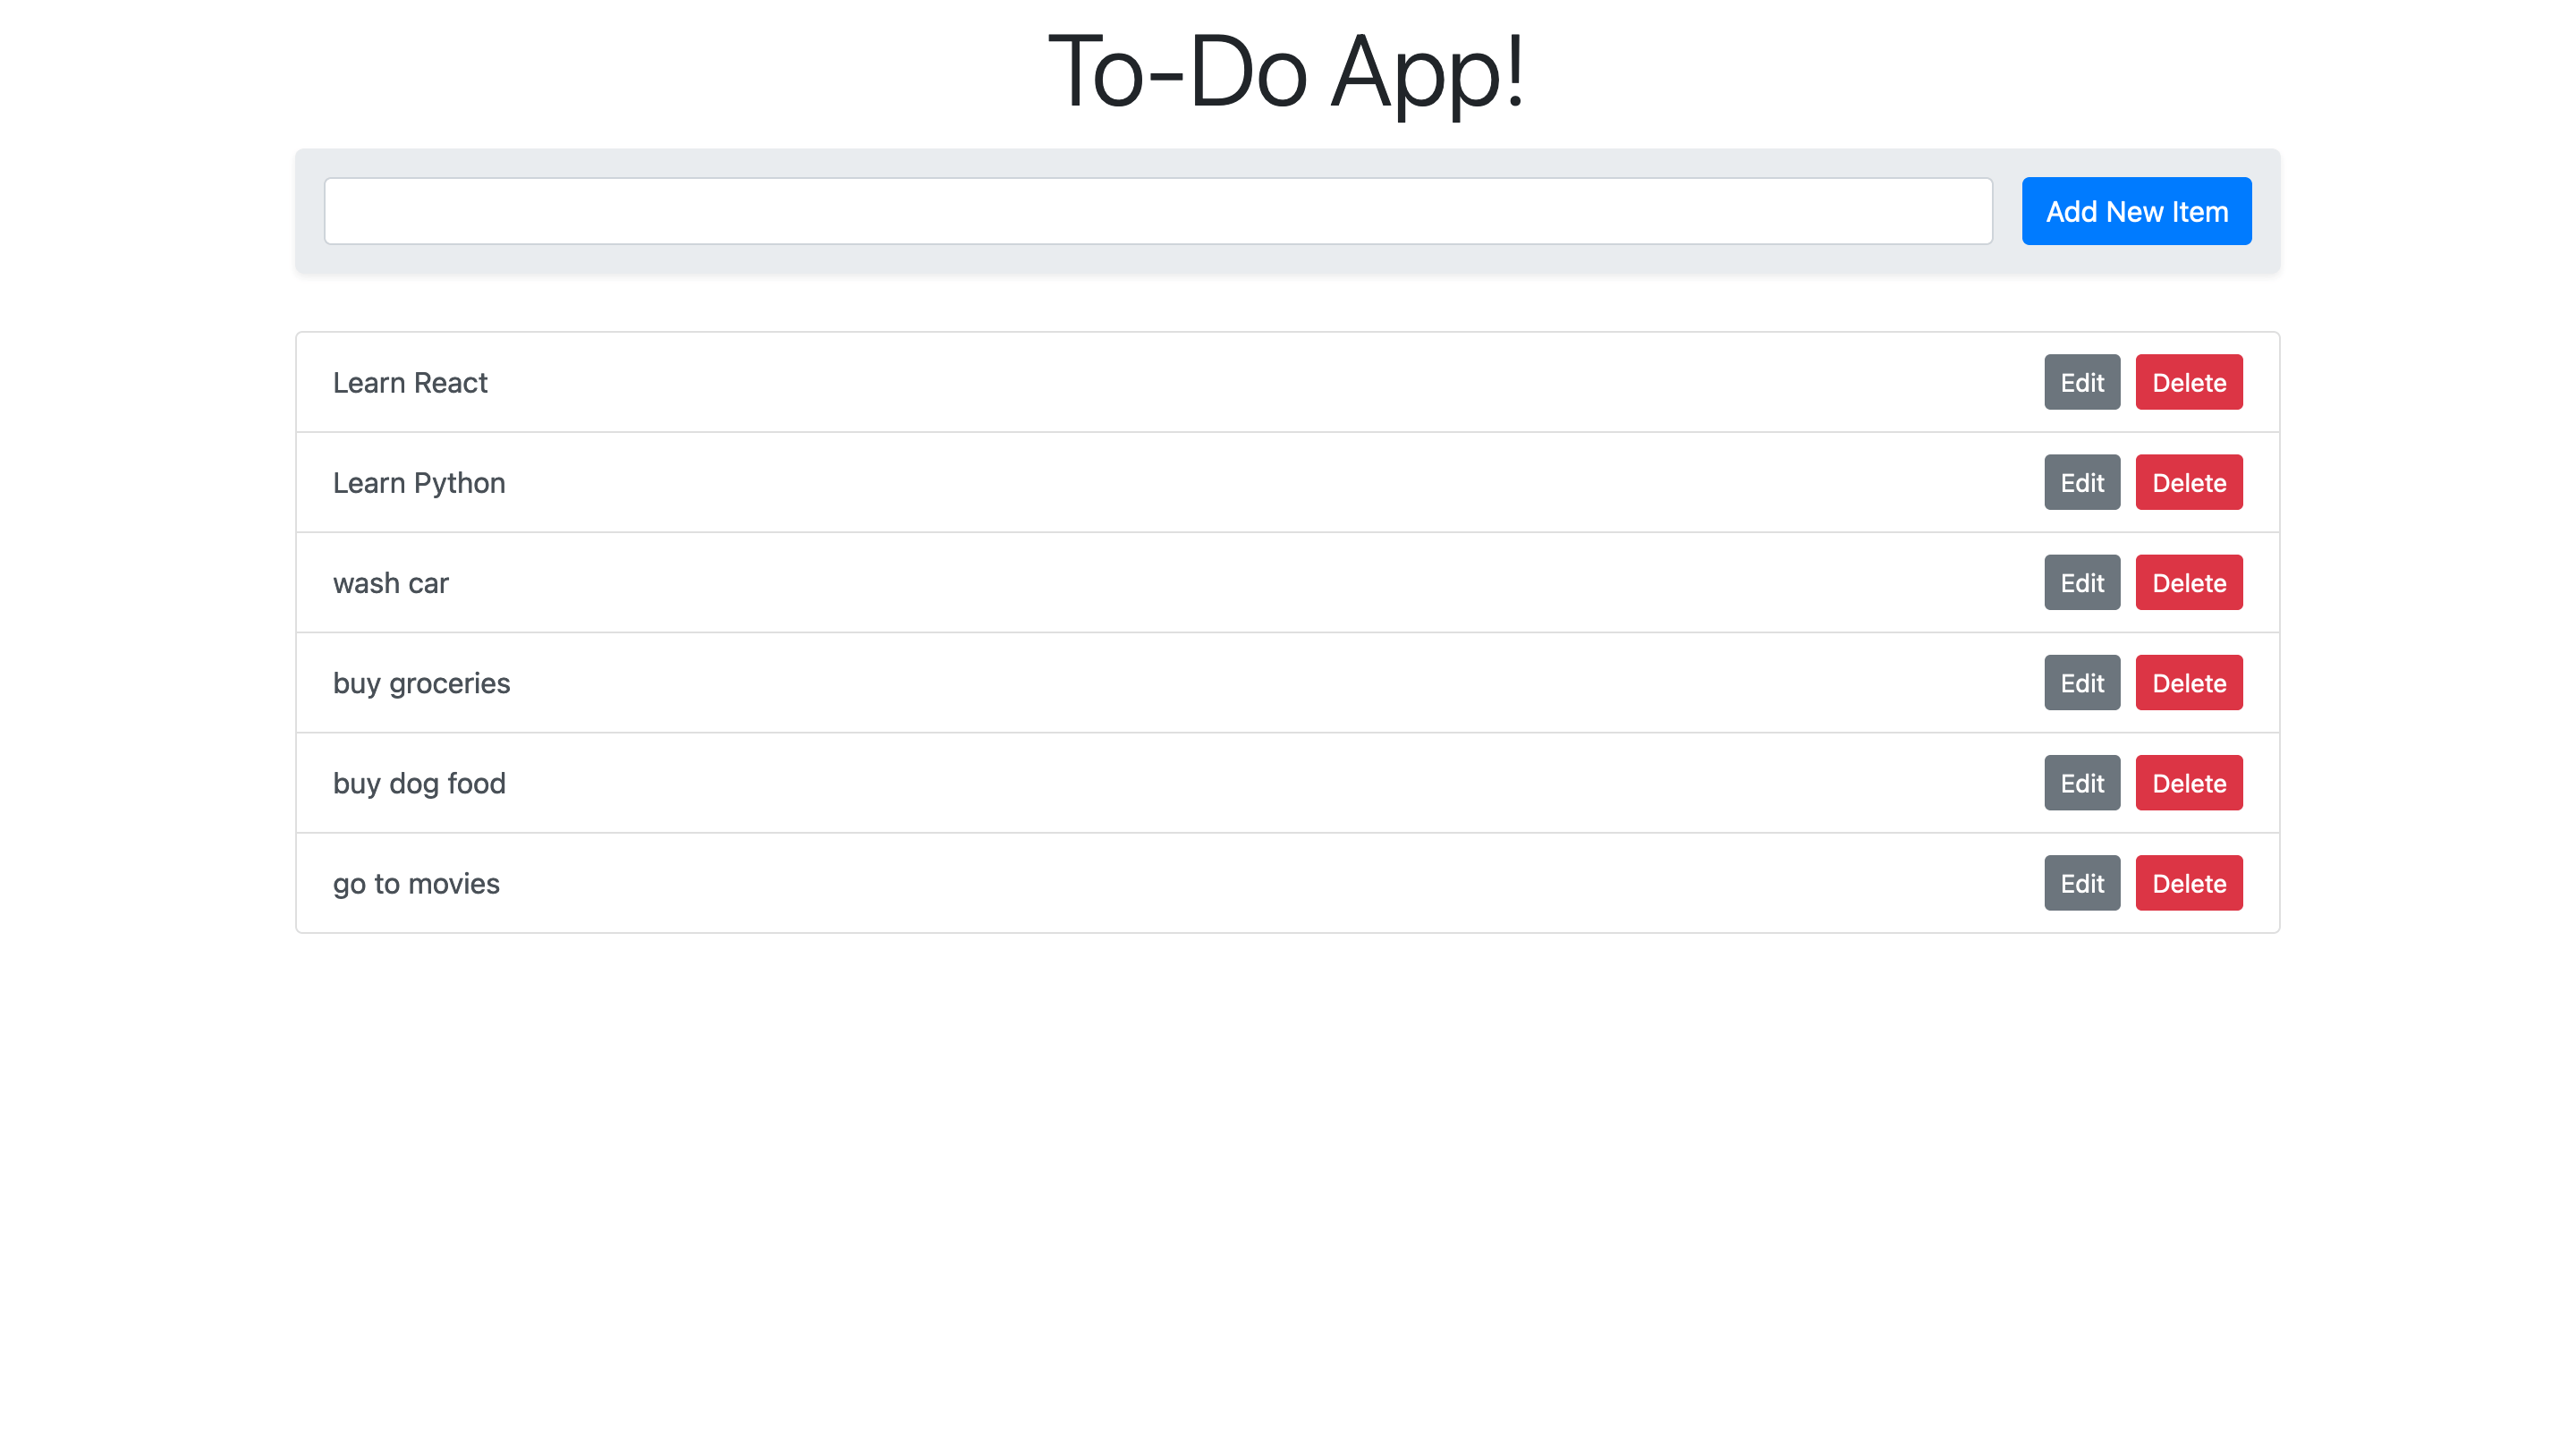 To-Do App!
Add New Item
Learn React Edit Delete
Learn Python Edit Delete
wash car Edit Delete
buy groceries Edit Delete
buy dog food Edit Delete
go to movies Edit Delete